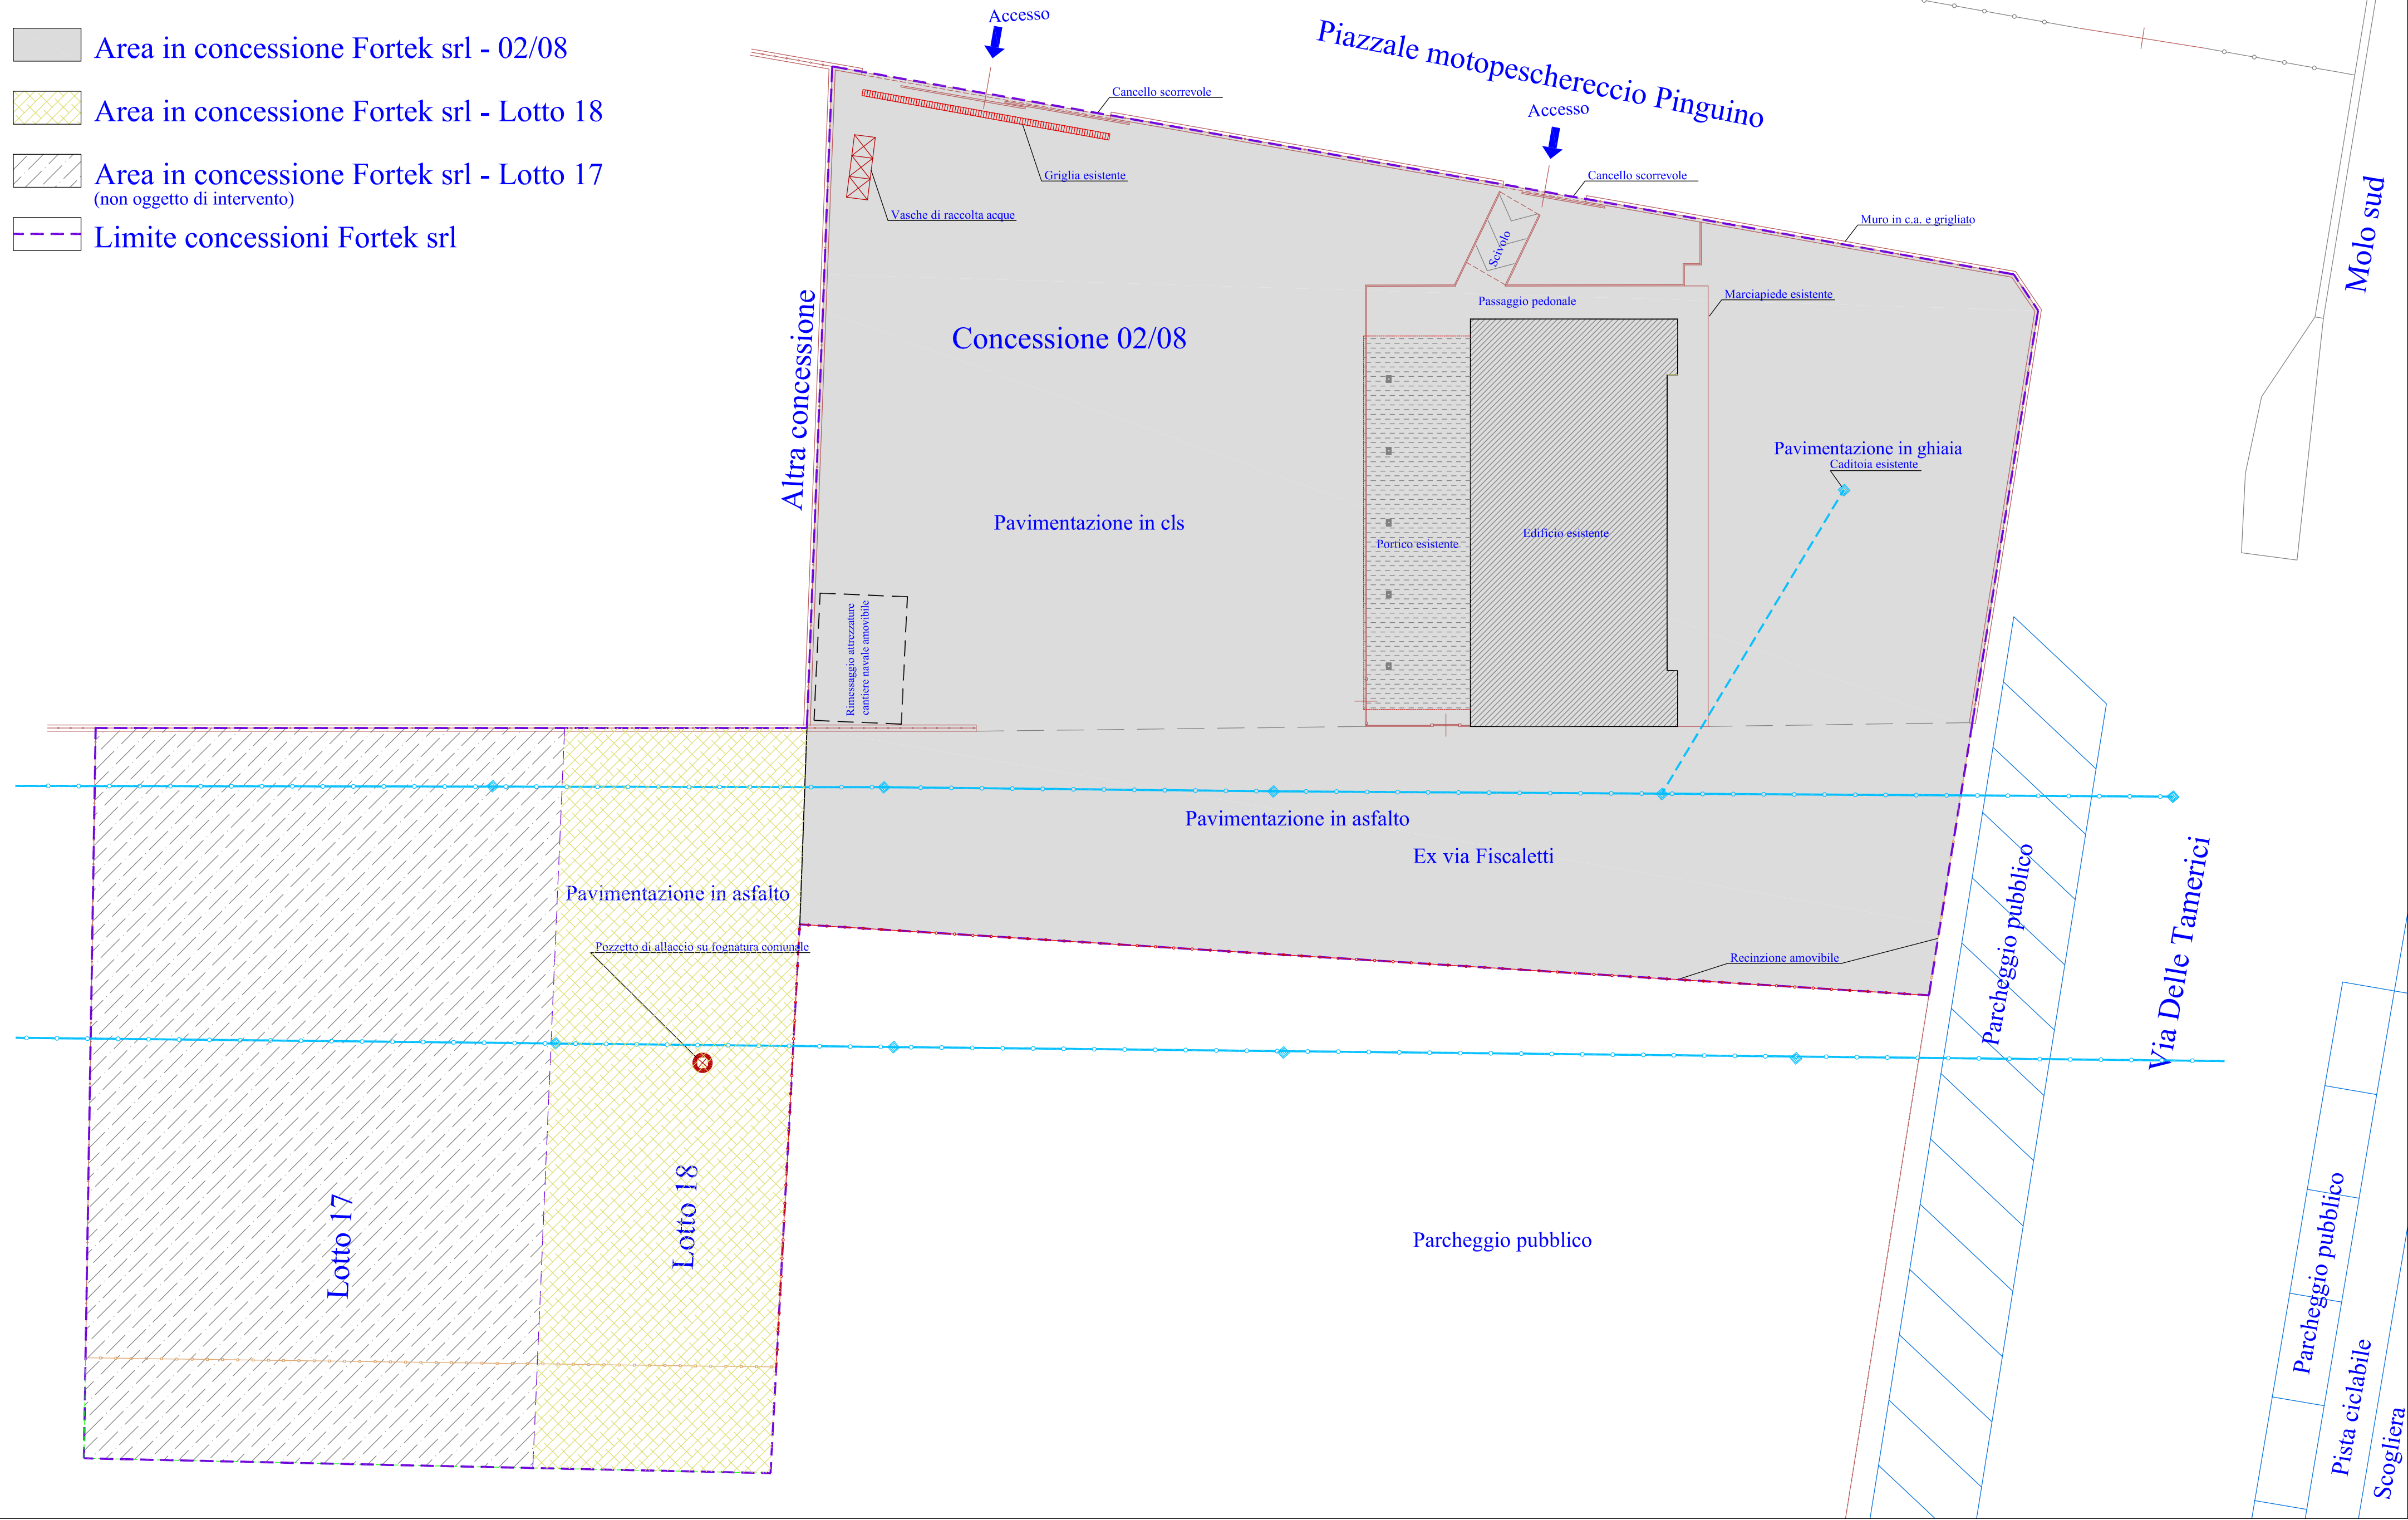 Area in concessione Fortek srl - 02/08
Area in concessione Fortek srl - Lotto 18
Area in concessione Fortek srl - Lotto 17
(non oggetto di intervento)
Limite concessioni Fortek srl
Accesso
Piazzale motopeschereccio Pinguino
Cancello scorrevole
Accesso
Griglia esistente
Cancello scorrevole
Vasche di raccolta acque
Muro in c.a. e grigliato
Molo sud
Scivolo
Marciapiede esistente
Passaggio pedonale
Altra concessione
Concessione 02/08
Pavimentazione in ghiaia
Caditoia esistente
Pavimentazione in cls
Edificio esistente
Portico esistente
Rimessaggio attrezzature
cantiere navale amovibile
Pavimentazione in asfalto
Ex via Fiscaletti
Pavimentazione in asfalto
Pozzetto di allaccio su fognatura comunale
Recinzione amovibile
Parcheggio pubblico
Via Delle Tamerici
Lotto 17
Lotto 18
Parcheggio pubblico
Parcheggio pubblico
Pista ciclabile
Scogliera